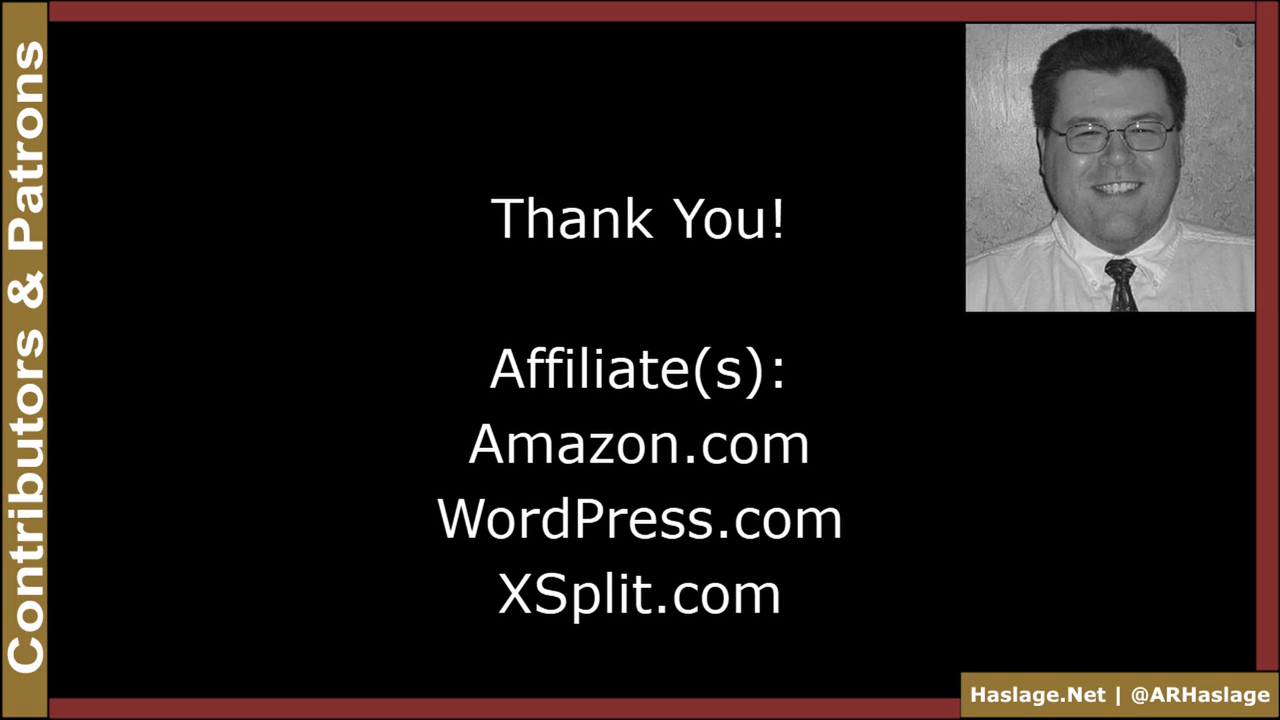 Contributors & Patrons
Thank You!
Affiliate(s):
Amazon.com
WordPress.com
XSplit.com
Haslage.Net | @ARHaslage